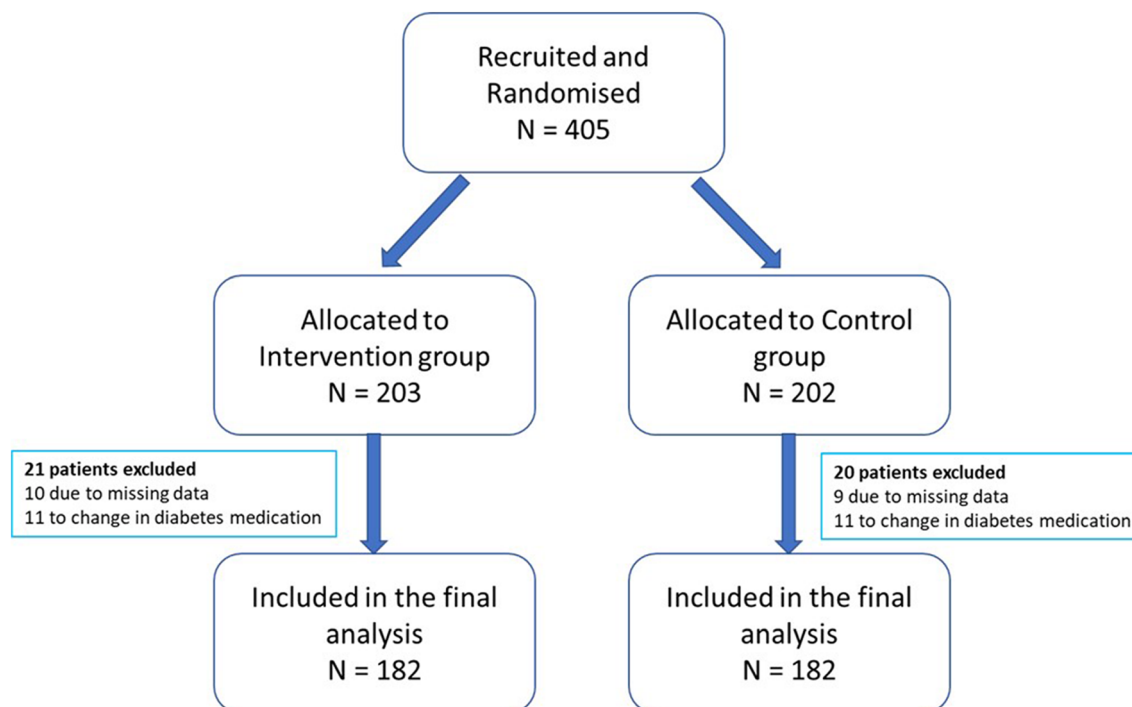 Recruited and
Randomised
N = 405
Allocated to
Intervention group
N = 203
Allocated to Control
group
N = 202
21 patients excluded
10 due to missing data
11 to change in diabetes medication
20 patients excluded
9 due to missing data
11 to change in diabetes medication
Included in the final
analysis
N = 182
Included in the final
analysis
N = 182